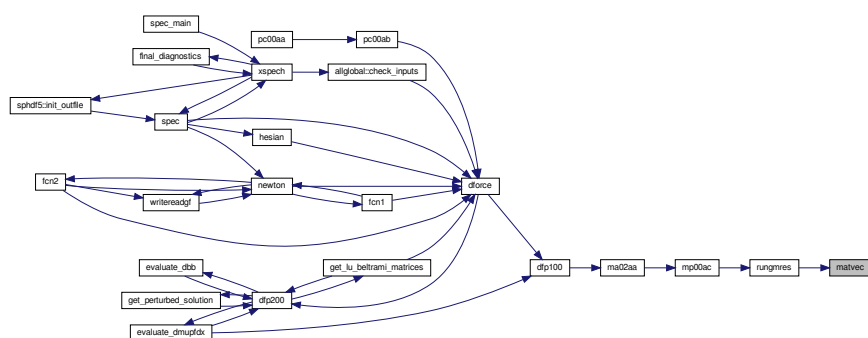 spec_main
pc00aa
pc00ab
final_diagnostics
xspech
allglobal::check_inputs
sphdf5::init_outfile
spec
hesian
fcn2
newton
dforce
writereadgf
fcn1
evaluate_dbb
get_lu_beltrami_matrices
dfp100
ma02aa
mp00ac
rungmres
matvec
get_perturbed_solution
dfp200
evaluate_dmupfdx